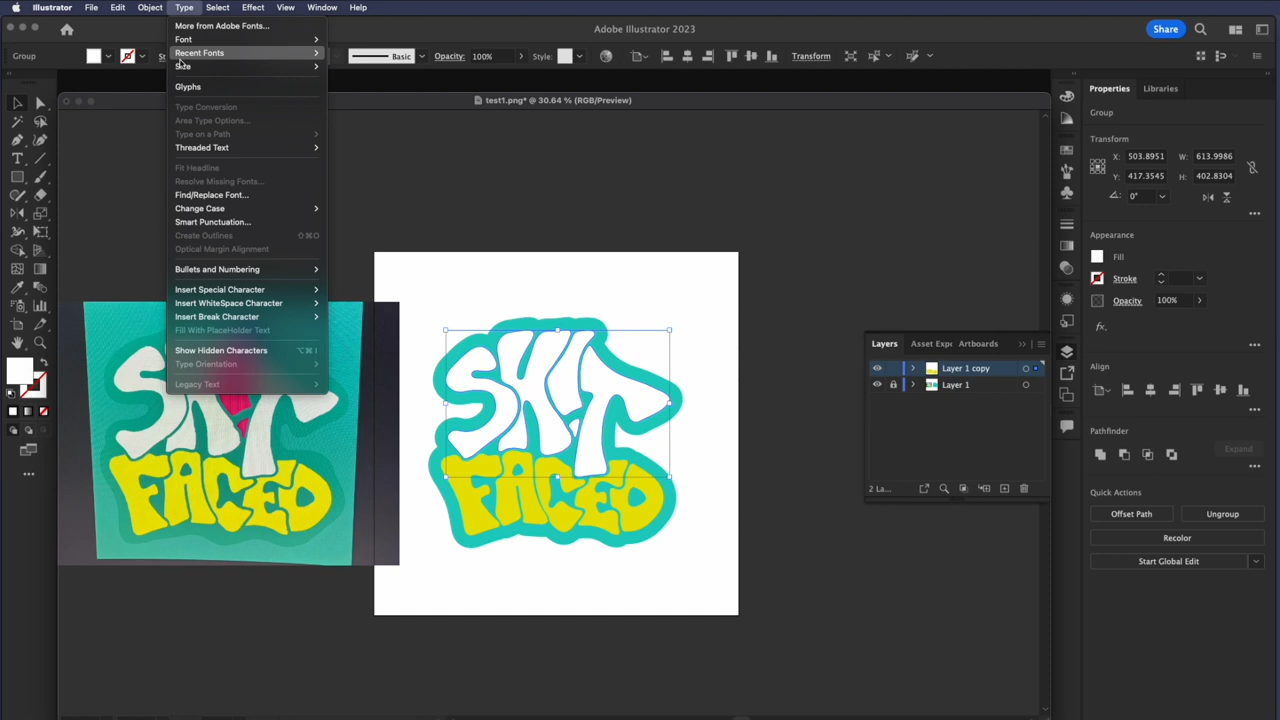 Illustrator File Edit Object Type Select Effect View Window Help
Adobe Illustrator 2023
Share
Group
Basic
Opacity: 100%
Style:
Transform
More from Adobe Fonts...
Font
Recent Fonts
Size
Glyphs
Type Conversion
Area Type Options...
Type on a Path
Threaded Text
Fit Headline
Resolve Missing Fonts...
Find/Replace Font...
Change Case
Smart Punctuation...
Create Outlines ⇧⌘O
Optical Margin Alignment
Bullets and Numbering
Insert Special Character
Insert WhiteSpace Character
Insert Break Character
Fill With PlaceHolder Text
Show Hidden Characters ⌥⌘I
Type Orientation
Legacy Text
test1.png* @ 30.64 % (RGB/Preview)
FACED
SHIT
FACED
Layers Asset Exp Artboards
Layer 1 copy
Layer 1
2 La...
Properties Libraries
Group
Transform
X: 503.8951 W: 613.9986
Y: 417.3545 H: 402.8304
0°
Appearance
Fill
Stroke
Opacity 100%
fx.
Align
Pathfinder
Expand
Quick Actions
Offset Path Ungroup
Recolor
Start Global Edit